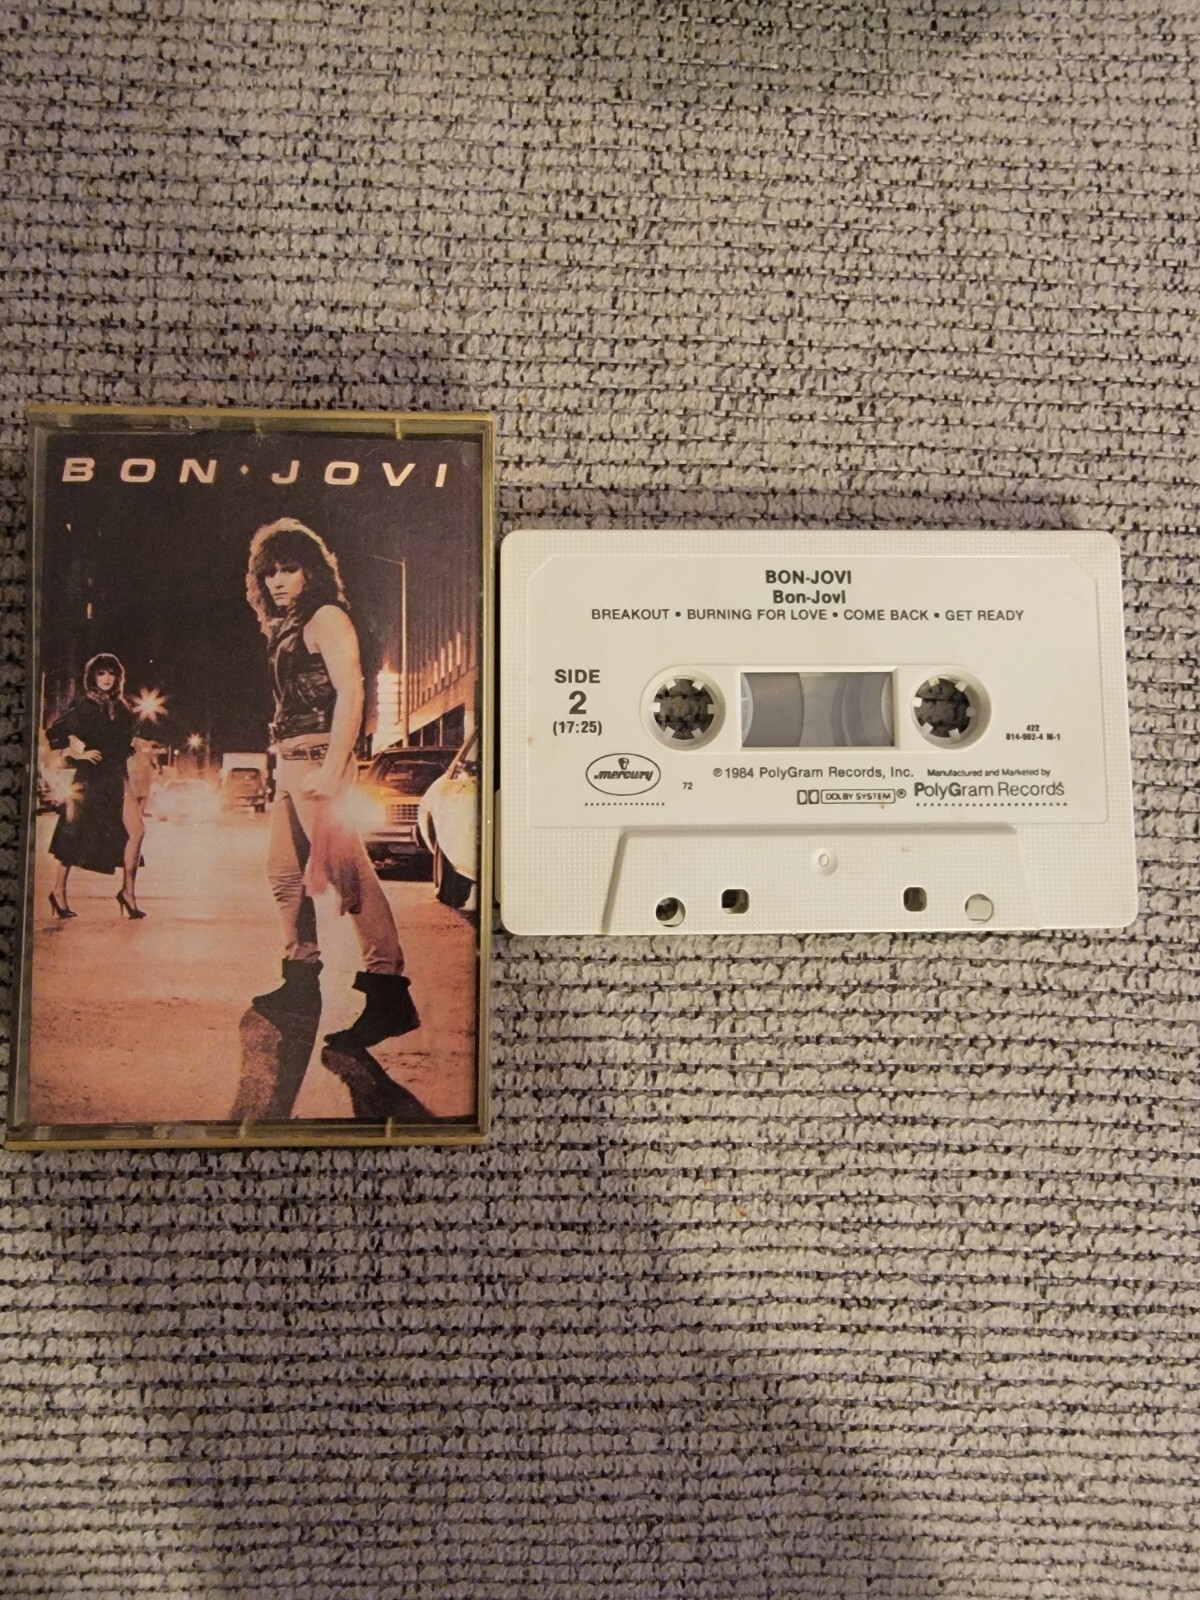 BON • JOVI
BON-JOVI
Bon-Jovi
BREAKOUT • BURNING FOR LOVE • COME BACK • GET READY
SIDE
2
(17:25)
422
814-982-4 M-1
mercury
72
℗ 1984 PolyGram Records, Inc.
Manufactured and Marketed by
DOLBY SYSTEM ®
PolyGram Records